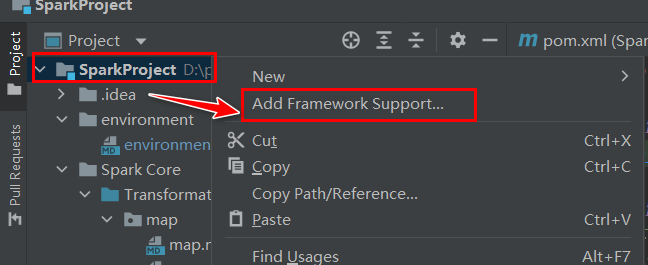 SparkProject
Project
Project
pom.xml (Spa
SparkProject D:\p
.idea
environment
environment
Spark Core
Transformat
map
map.r
Pull Requests
New
Add Framework Support...
Cut Ctrl+X
Copy Ctrl+C
Copy Path/Reference...
Paste Ctrl+V
Find Usages Alt+F7
MD
MD